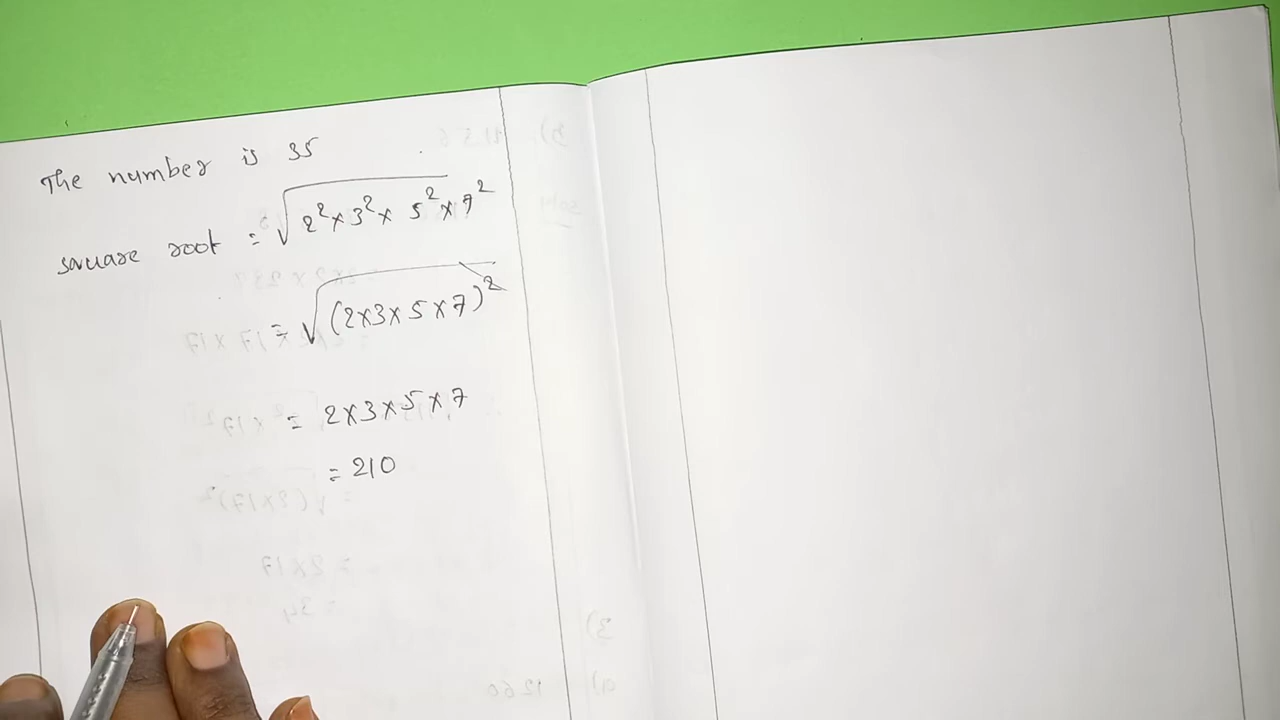 The number is 35
square root = √2² × 3² × 5² × 7²
= √(2×3×5×7)²
= 2×3×5×7
= 210